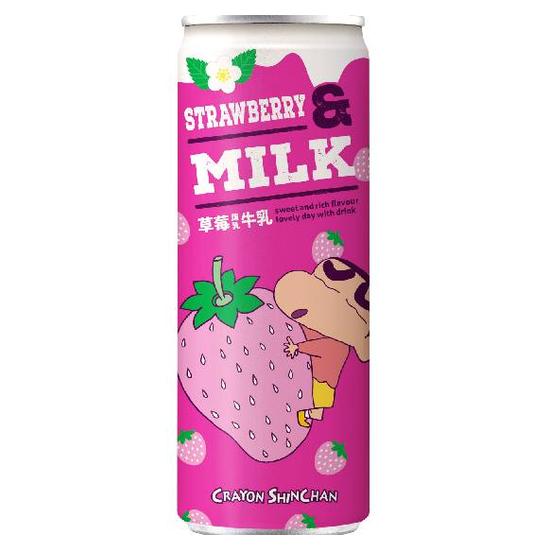 STRAWBERRY &
MILK
草莓牛乳
sweet and rich flavour
lovely day with drink
CRAYON SHINCHAN